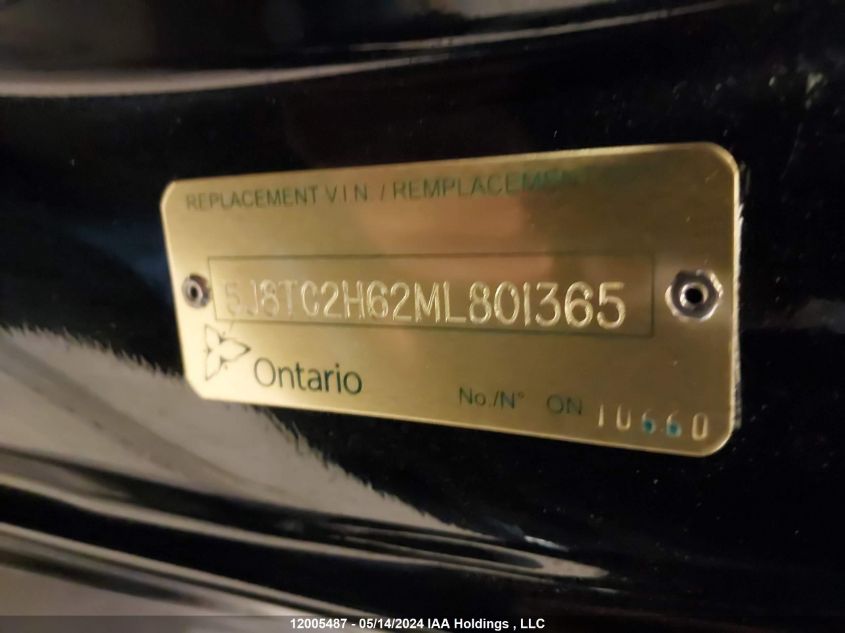 REPLACEMENT V.I.N. / REMPLACEMENT
5J8TC2H62ML801365
Ontario
No./N° ON 10660
12005487 - 05/14/2024 IAA Holdings , LLC